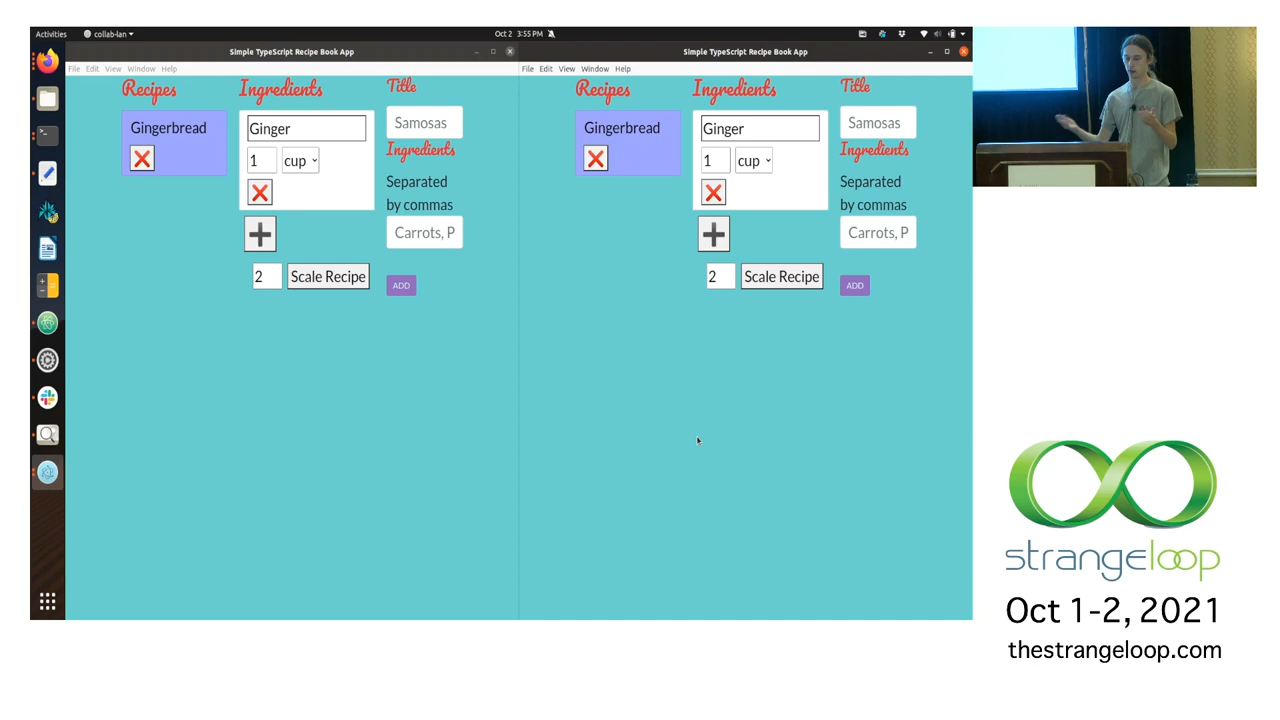 Activities
collab-lan
Oct 2 3:55 PM
Simple TypeScript Recipe Book App
File Edit View Window Help
Recipes
Ingredients
Title
Gingerbread
Ginger
Samosas
Ingredients
1
cup
Separated
by commas
Carrots, P
2
Scale Recipe
ADD
Simple TypeScript Recipe Book App
File Edit View Window Help
Recipes
Ingredients
Title
Gingerbread
Ginger
Samosas
Ingredients
1
cup
Separated
by commas
Carrots, P
2
Scale Recipe
ADD
strangeloop
Oct 1-2, 2021
thestrangeloop.com